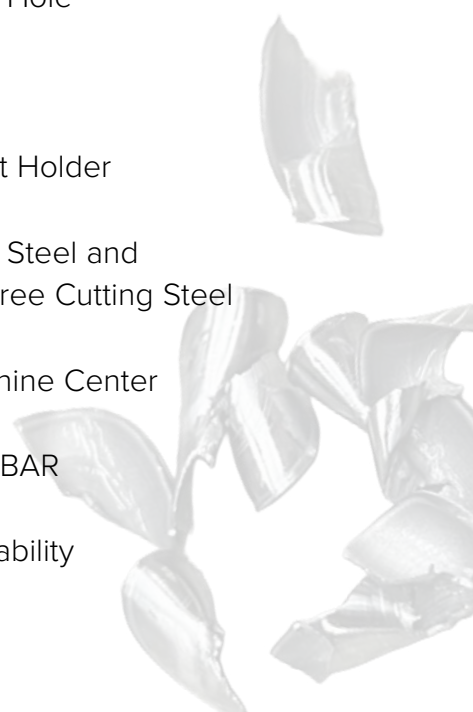 Hole
t Holder
Steel and
ree Cutting Steel
hine Center
BAR
ability